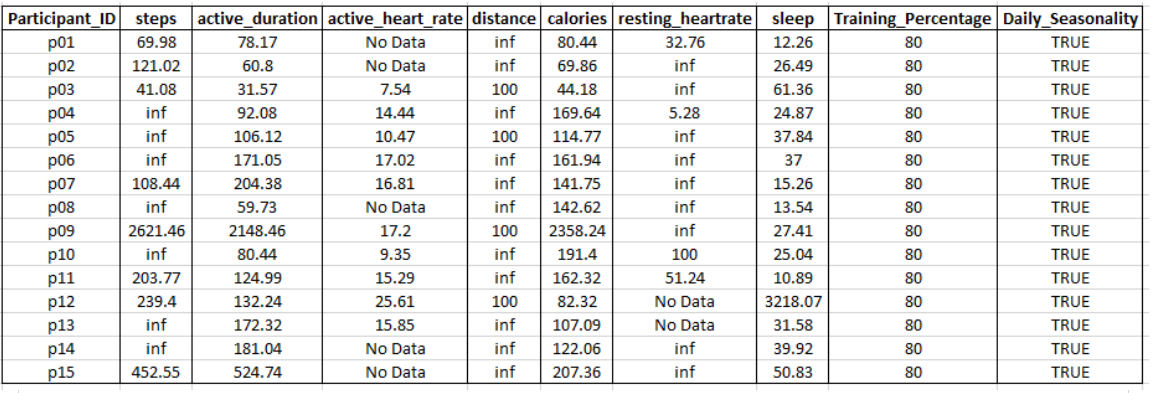 Participant_ID steps active_duration active_heart_rate distance calories resting_heartrate sleep Training_Percentage Daily_Seasonality
p01 69.98 78.17 No Data inf 80.44 32.76 12.26 80 TRUE
p02 121.02 60.8 No Data inf 69.86 inf 26.49 80 TRUE
p03 41.08 31.57 7.54 100 44.18 inf 61.36 80 TRUE
p04 inf 92.08 14.44 inf 169.64 5.28 24.87 80 TRUE
p05 inf 106.12 10.47 100 114.77 inf 37.84 80 TRUE
p06 inf 171.05 17.02 inf 161.94 inf 37 80 TRUE
p07 108.44 204.38 16.81 inf 141.75 inf 15.26 80 TRUE
p08 inf 59.73 No Data inf 142.62 inf 13.54 80 TRUE
p09 2621.46 2148.46 17.2 100 2358.24 inf 27.41 80 TRUE
p10 inf 80.44 9.35 inf 191.4 100 25.04 80 TRUE
p11 203.77 124.99 15.29 inf 162.32 51.24 10.89 80 TRUE
p12 239.4 132.24 25.61 100 82.32 No Data 3218.07 80 TRUE
p13 inf 172.32 15.85 inf 107.09 No Data 31.58 80 TRUE
p14 inf 181.04 No Data inf 122.06 inf 39.92 80 TRUE
p15 452.55 524.74 No Data inf 207.36 inf 50.83 80 TRUE